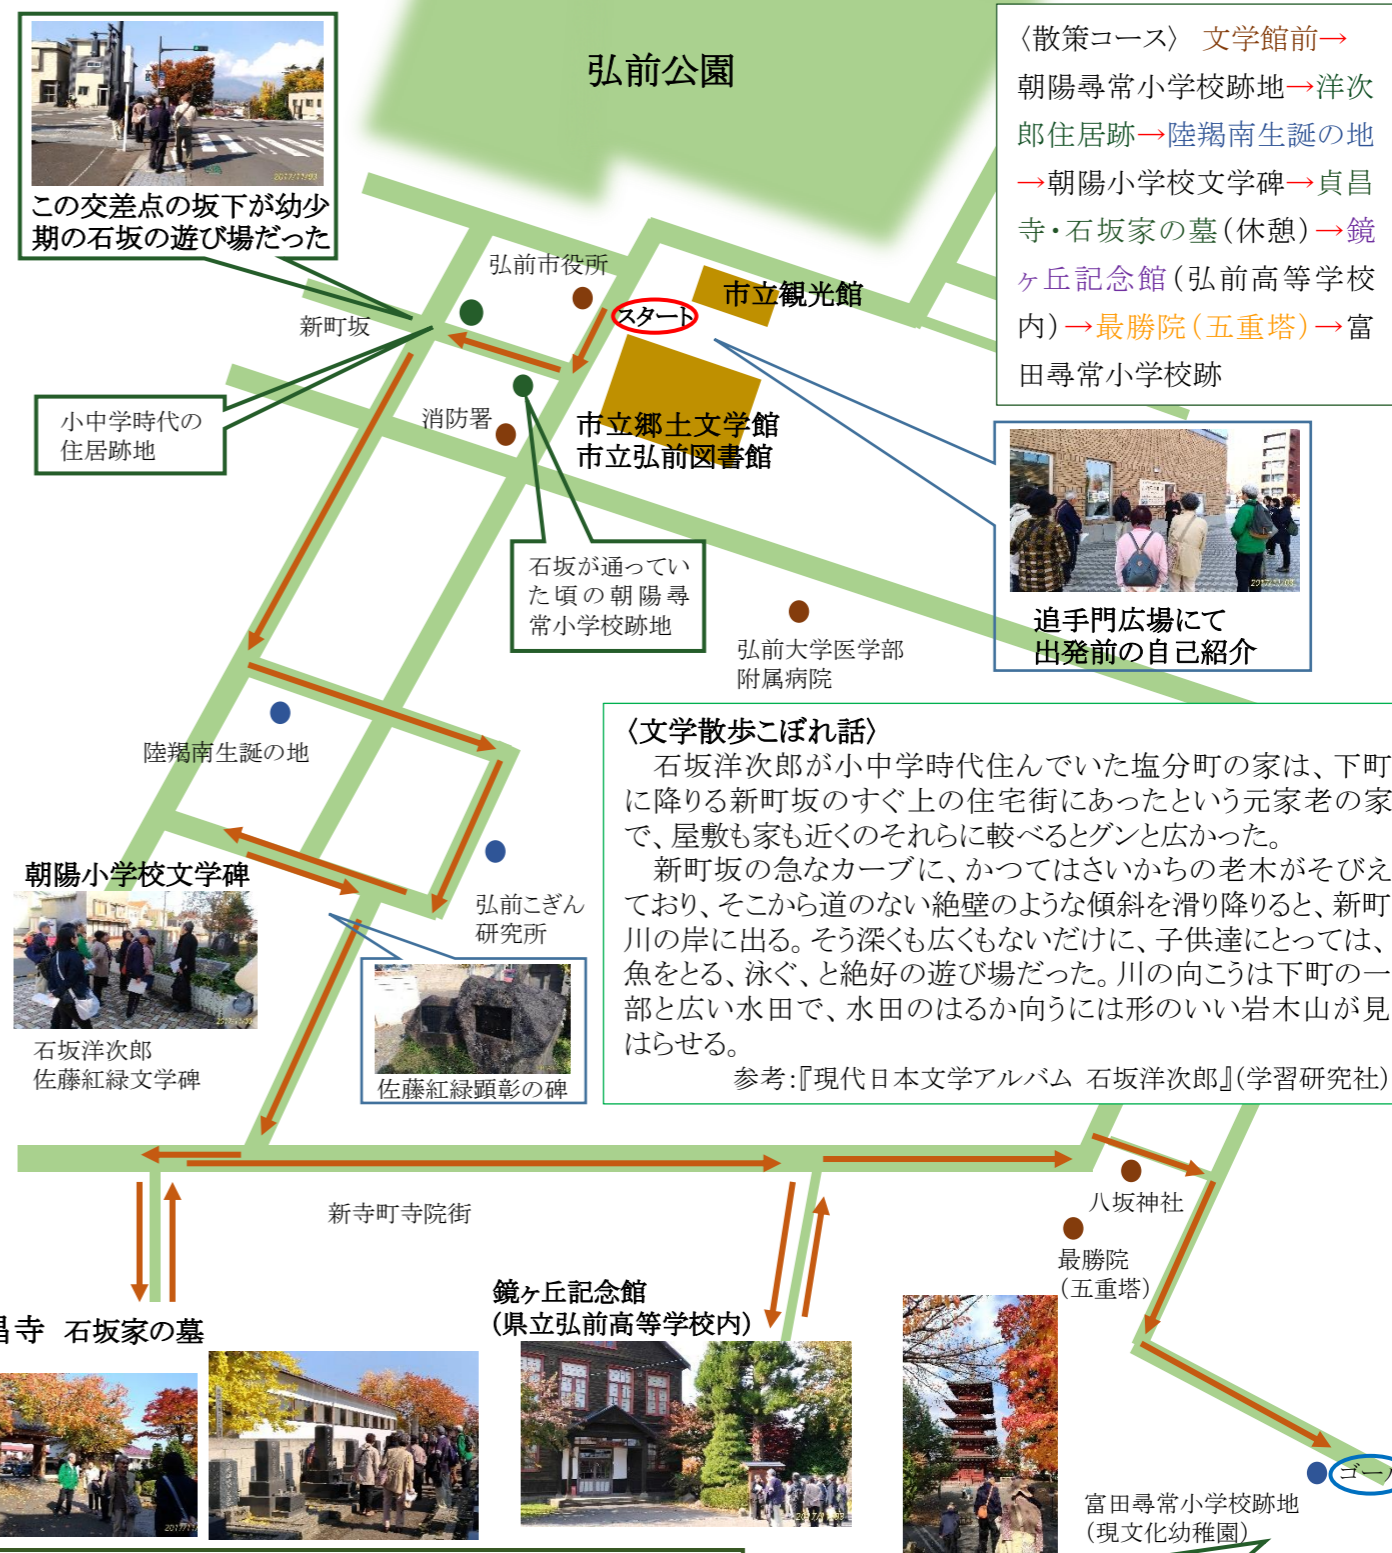 弘前公園
〈散策コース〉 文学館前→
朝陽尋常小学校跡地→洋次
郎住居跡→陸羯南生誕の地
→朝陽小学校文学碑→貞昌
寺・石坂家の墓(休憩)→鏡
ヶ丘記念館(弘前高等学校
内)→最勝院(五重塔)→富
田尋常小学校跡
2017/11/03
この交差点の坂下が幼少
期の石坂の遊び場だった
弘前市役所
新町坂
スタート
市立観光館
小中学時代の
住居跡地
消防署
市立郷土文学館
市立弘前図書館
石坂が通ってい
た頃の朝陽尋
常小学校跡地
2017/11/03
追手門広場にて
出発前の自己紹介
弘前大学医学部
附属病院
陸羯南生誕の地
〈文学散歩こぼれ話〉
石坂洋次郎が小中学時代住んでいた塩分町の家は、下町
に降りる新町坂のすぐ上の住宅街にあったという元家老の家
で、屋敷も家も近くのそれらに較べるとグンと広かった。
新町坂の急なカーブに、かつてはさいかちの老木がそびえ
ており、そこから道のない絶壁のような傾斜を滑り降りると、新町
川の岸に出る。そう深くも広くもないだけに、子供達にとっては、
魚をとる、泳ぐ、と絶好の遊び場だった。川の向こうは下町の一
部と広い水田で、水田のはるか向うには形のいい岩木山が見
はらせる。
参考:『現代日本文学アルバム 石坂洋次郎』(学習研究社)
朝陽小学校文学碑
弘前こぎん
研究所
石坂洋次郎
佐藤紅緑文学碑
佐藤紅緑顕彰の碑
新寺町寺院街
八坂神社
最勝院
(五重塔)
昌寺 石坂家の墓
鏡ヶ丘記念館
(県立弘前高等学校内)
ゴー
富田尋常小学校跡地
(現文化幼稚園)